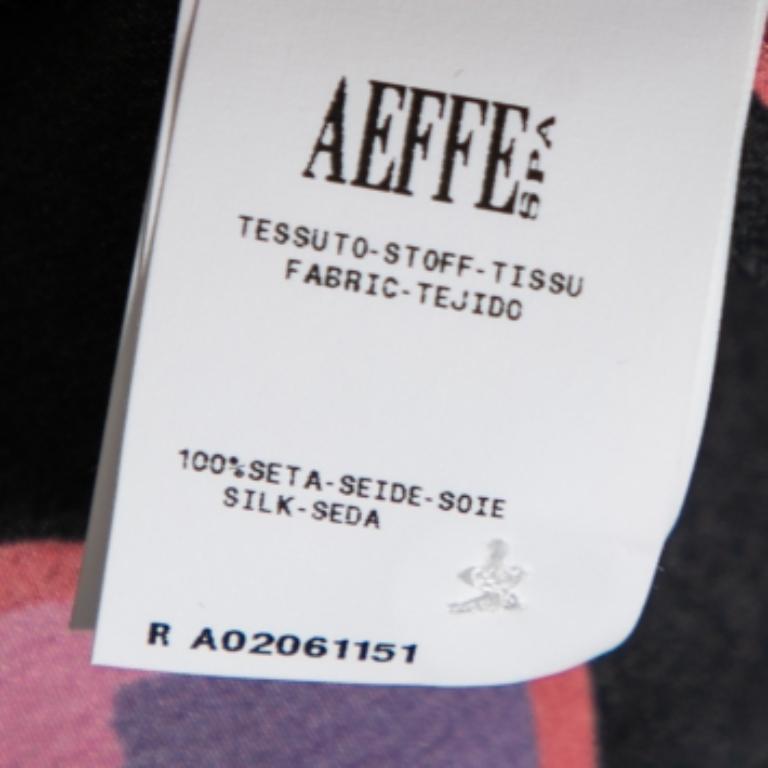 AEFFE SPA
TESSUTO-STOFF-TISSU
FABRIC-TEJIDO
100%SETA-SEIDE-SOIE
SILK-SEDA
R A02061151